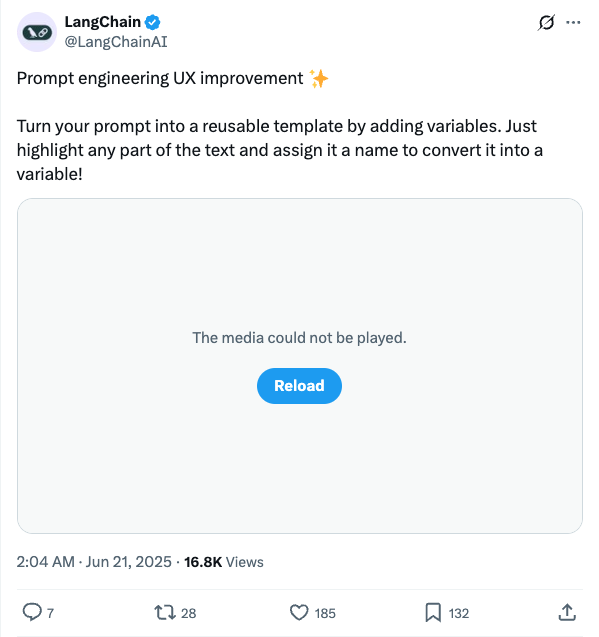 LangChain
@LangChainAI
Prompt engineering UX improvement ✨
Turn your prompt into a reusable template by adding variables. Just
highlight any part of the text and assign it a name to convert it into a
variable!
The media could not be played.
Reload
2:04 AM · Jun 21, 2025 · 16.8K Views
7 28 185 132